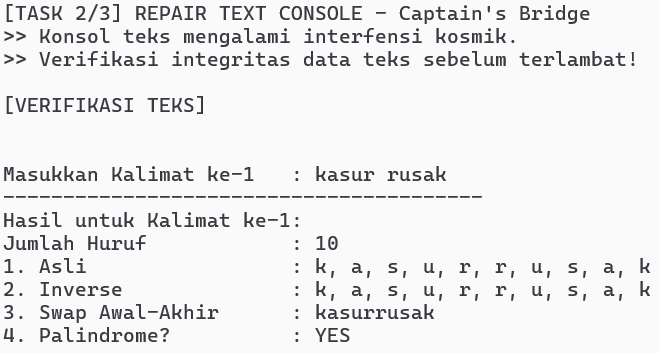 [TASK 2/3] REPAIR TEXT CONSOLE - Captain's Bridge
>> Konsol teks mengalami interfensi kosmik.
>> Verifikasi integritas data teks sebelum terlambat!
[VERIFIKASI TEKS]
Masukkan Kalimat ke-1   : kasur rusak
----------------------------------------
Hasil untuk Kalimat ke-1:
Jumlah Huruf            : 10
1. Asli                 : k, a, s, u, r, r, u, s, a, k
2. Inverse              : k, a, s, u, r, r, u, s, a, k
3. Swap Awal-Akhir      : kasurrusak
4. Palindrome?          : YES